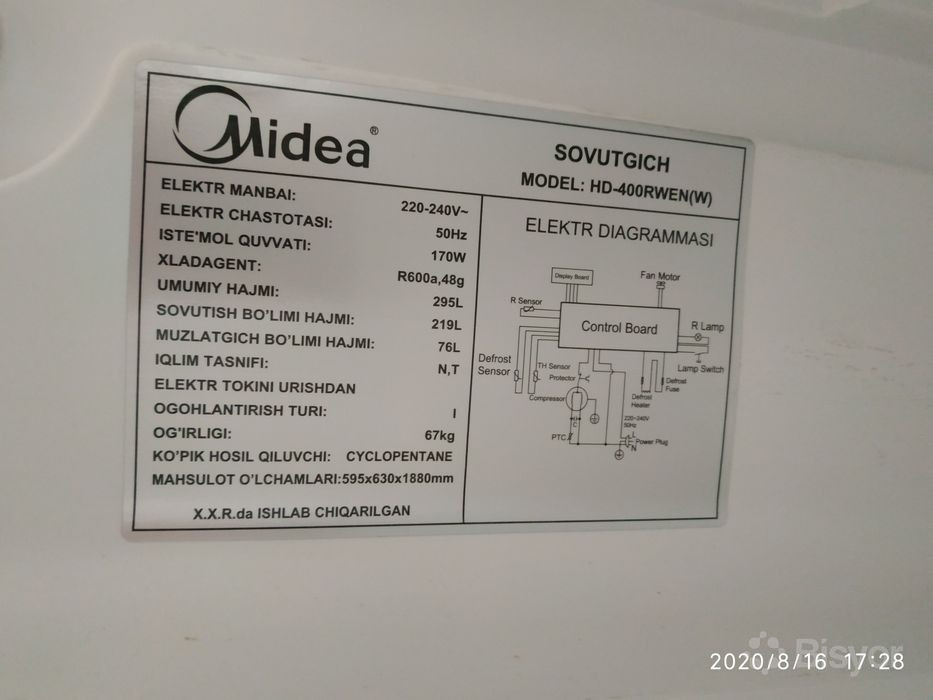 Midea®
SOVUTGICH
MODEL: HD-400RWEN(W)
ELEKTR MANBAI: 220-240V~
ELEKTR CHASTOTASI: 50Hz
ISTE'MOL QUVVATI: 170W
XLADAGENT: R600a,48g
UMUMIY HAJMI: 295L
SOVUTISH BO'LIMI HAJMI: 219L
MUZLATGICH BO'LIMI HAJMI: 76L
IQLIM TASNIFI: N,T
ELEKTR TOKINI URISHDAN
OGOHLANTIRISH TURI: I
OG'IRLIGI: 67kg
KO'PIK HOSIL QILUVCHI: CYCLOPENTANE
MAHSULOT O'LCHAMLARI:595x630x1880mm
X.X.R.da ISHLAB CHIQARILGAN
ELEKTR DIAGRAMMASI
Display Board
Fan Motor
R Sensor
Control Board
R Lamp
Lamp Switch
Defrost
Sensor
TH Sensor
Protector
Compressor
Defrost
Fuse
Defrost
Heater
C
PTC
220~240V
50Hz
L
N
Power Plug
Bisyor
2020/8/16 17:28